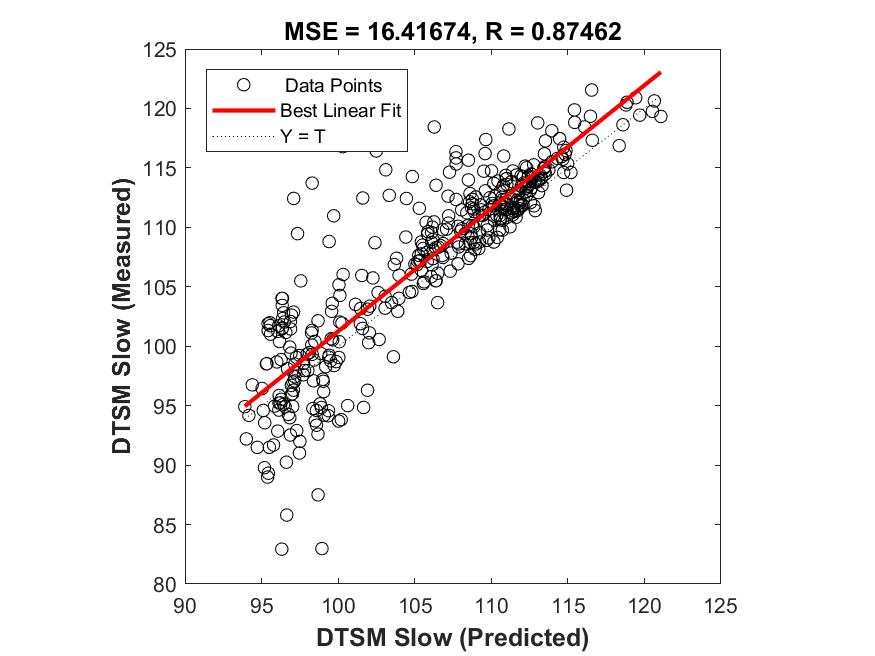 MSE = 16.41674, R = 0.87462
125
120
115
110
105
100
95
90
85
80
Data Points
Best Linear Fit
Y = T
DTSM Slow (Measured)
90 95 100 105 110 115 120 125
DTSM Slow (Predicted)